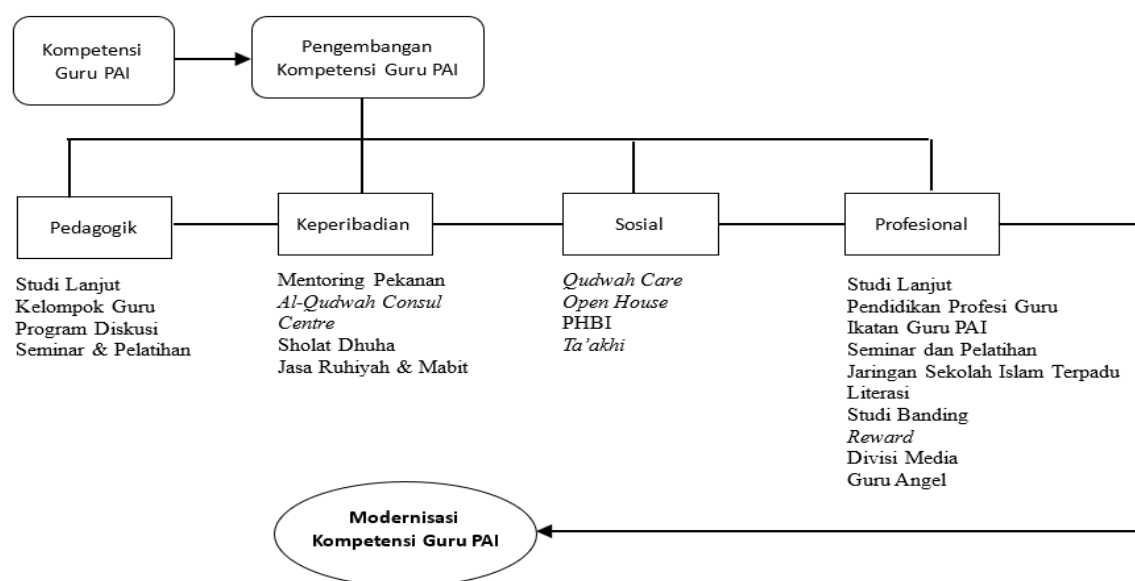 Kompetensi
Guru PAI
Pengembangan
Kompetensi Guru PAI
Pedagogik
Studi Lanjut
Kelompok Guru
Program Diskusi
Seminar & Pelatihan
Keperibadian
Mentoring Pekanan
Al-Qudwah Consul
Centre
Sholat Dhuha
Jasa Ruhiyah & Mabit
Sosial
Qudwah Care
Open House
PHBI
Ta’akhi
Profesional
Studi Lanjut
Pendidikan Profesi Guru
Ikatan Guru PAI
Seminar dan Pelatihan
Jaringan Sekolah Islam Terpadu
Literasi
Studi Banding
Reward
Divisi Media
Guru Angel
Modernisasi
Kompetensi Guru PAI